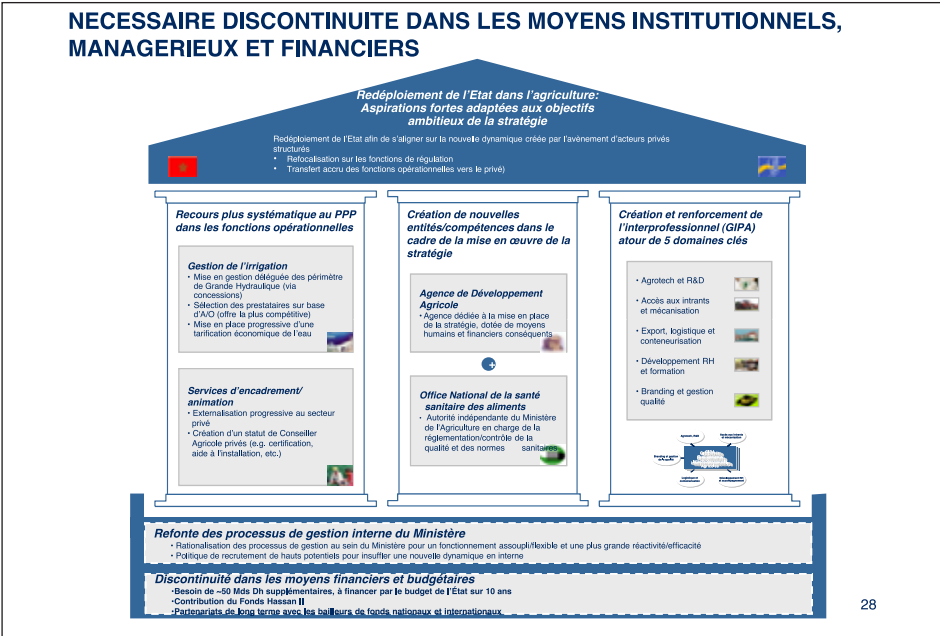 NECESSAIRE DISCONTINUITE DANS LES MOYENS INSTITUTIONNELS,
MANAGERIEUX ET FINANCIERS
Redéploiement de l'Etat dans l'agriculture:
Aspirations fortes adaptées aux objectifs
ambitieux de la stratégie
Redéploiement de l'Etat afin de s'aligner sur la nouvelle dynamique créée par l'avènement d'acteurs privés
structurés
• Refocalisation sur les fonctions de régulation
• Transfert accru des fonctions opérationnelles vers le privé)
Recours plus systématique au PPP
dans les fonctions opérationnelles
Gestion de l'irrigation
• Mise en gestion déléguée des périmètre
de Grande Hydraulique (via
concessions)
• Sélection des prestataires sur base
d'A/O (offre la plus compétitive)
• Mise en place progressive d'une
tarification économique de l'eau
Services d'encadrement/
animation
• Externalisation progressive au secteur
privé
• Création d'un statut de Conseiller
Agricole privés (e.g. certification,
aide à l'installation, etc.)
Création de nouvelles
entités/compétences dans le
cadre de la mise en œuvre de la
stratégie
Agence de Développement
Agricole
• Agence dédiée à la mise en place
de la stratégie, dotée de moyens
humains et financiers conséquents
+
Office National de la santé
sanitaire des aliments
• Autorité indépendante du Ministère
de l'Agriculture en charge de la
réglementation/contrôle de la
qualité et des normes sanitaires
Création et renforcement de
l'interprofessionnel (GIPA)
atour de 5 domaines clés
• Agrotech et R&D
• Accès aux intrants
et mécanisation
• Export, logistique et
conteneurisation
• Développement RH
et formation
• Branding et gestion
qualité
Refonte des processus de gestion interne du Ministère
• Rationalisation des processus de gestion au sein du Ministère pour un fonctionnement assoupli/flexible et une plus grande réactivité/efficacité
• Politique de recrutement de hauts potentiels pour insuffler une nouvelle dynamique en interne
Discontinuité dans les moyens financiers et budgétaires
•Besoin de ~50 Mds Dh supplémentaires, à financer par le budget de l'État sur 10 ans
•Contribution du Fonds Hassan II
•Partenariats de long terme avec les bailleurs de fonds nationaux et internationaux
28